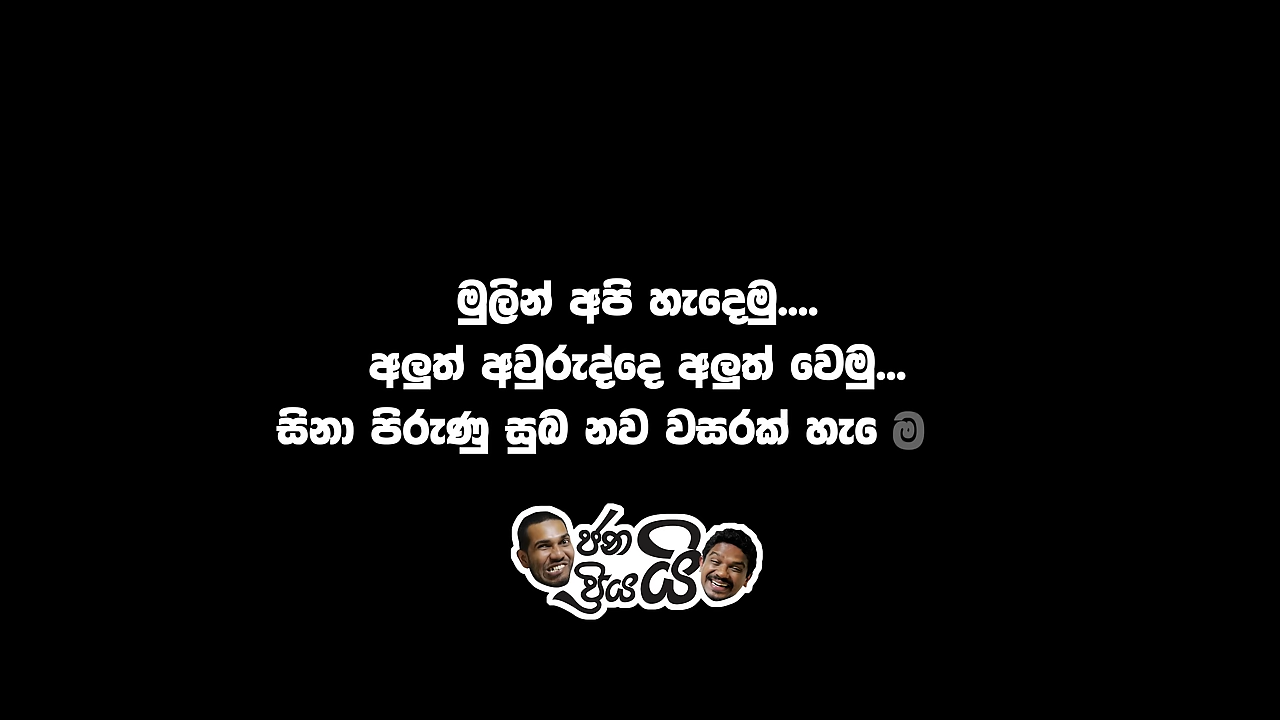 මුලින් අපි හැදෙමු....
අලුත් අවුරුද්දෙ අලුත් වෙමු...
සිනා පිරුණු සුබ නව වසරක් හැමෙ
ජන
ප්‍රියයි